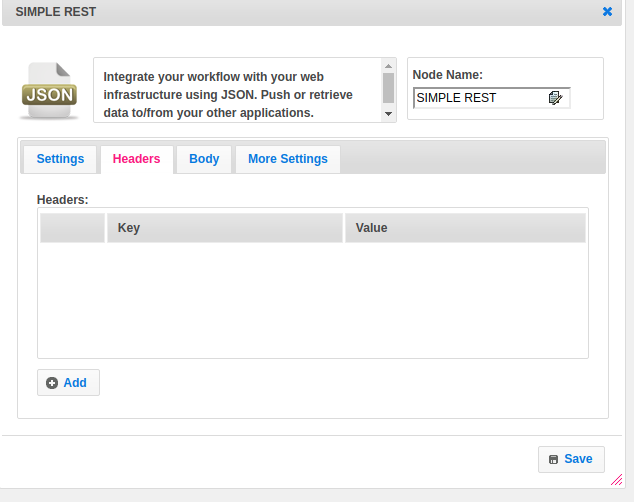 SIMPLE REST
JSON
Integrate your workflow with your web
infrastructure using JSON. Push or retrieve
data to/from your other applications.
Node Name:
SIMPLE REST
Settings Headers Body More Settings
Headers:
Key Value
Add
Save